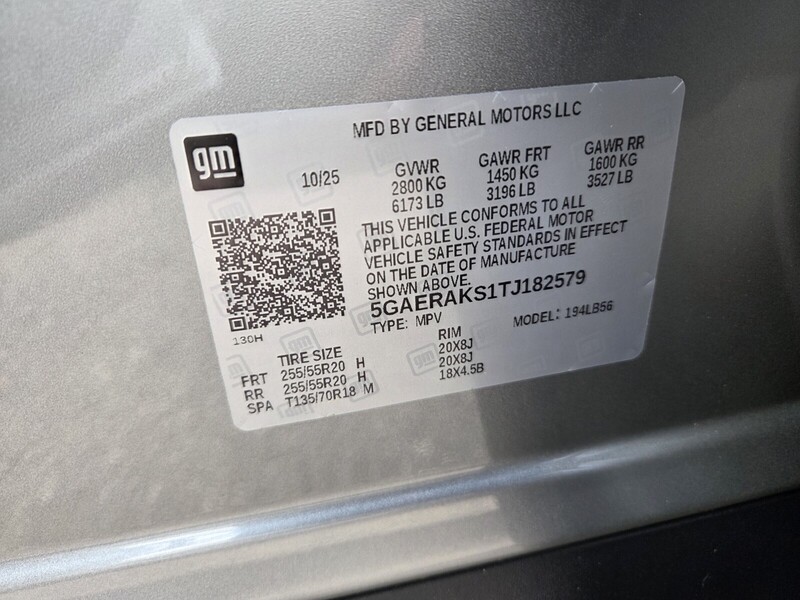 MFD BY GENERAL MOTORS LLC
gm
10/25
GVWR GAWR FRT GAWR RR
2800 KG 1450 KG 1600 KG
6173 LB 3196 LB 3527 LB
THIS VEHICLE CONFORMS TO ALL
APPLICABLE U.S. FEDERAL MOTOR
VEHICLE SAFETY STANDARDS IN EFFECT
ON THE DATE OF MANUFACTURE
SHOWN ABOVE.
5GAERAKS1TJ182579
TYPE: MPV MODEL: 194LB56
130H
TIRE SIZE RIM
FRT 255/55R20 H 20X8J
RR 255/55R20 H 20X8J
SPA T135/70R18 M 18X4.5B